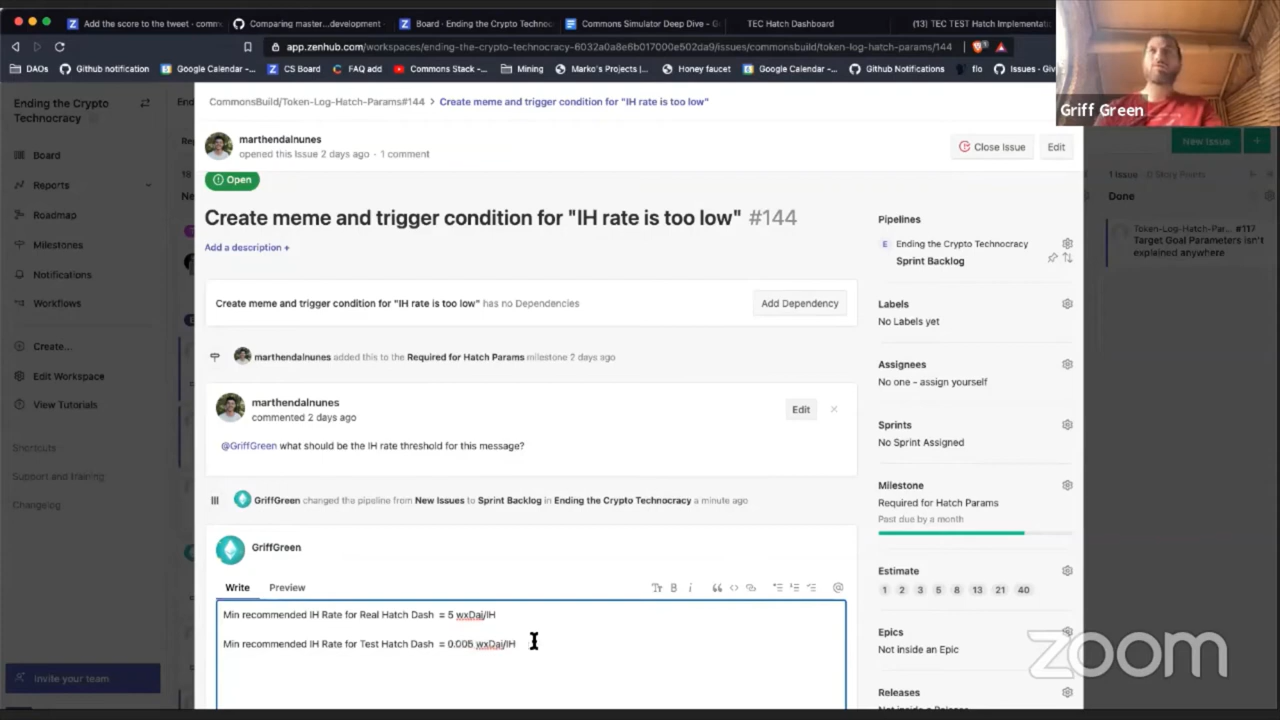 Add the score to the tweet - comm
Comparing master...development
Board · Ending the Crypto Technoc
Commons Simulator Deep Dive - G
TEC Hatch Dashboard
(13) TEC TEST Hatch Implementat
app.zenhub.com/workspaces/ending-the-crypto-technocracy-6032a0a8e6b017000e502da9/issues/commonsbuild/token-log-hatch-params/144
DAOs
Github notification
Google Calendar -...
CS Board
FAQ add
Commons Stack -...
Mining
Marko's Projects |...
Honey faucet
Google Calendar -...
Github Notifications
flo
Issues · Giv
Griff Green
Ending the Crypto Technocracy
Board
Reports
Roadmap
Milestones
Notifications
Workflows
Create...
Edit Workspace
View Tutorials
Shortcuts
Support and training
Changelog
Invite your team
CommonsBuild/Token-Log-Hatch-Params#144 > Create meme and trigger condition for "IH rate is too low"
marthendalnunes
opened this Issue 2 days ago · 1 comment
Close Issue
Edit
Open
Create meme and trigger condition for "IH rate is too low" #144
Add a description +
Create meme and trigger condition for "IH rate is too low" has no Dependencies
Add Dependency
marthendalnunes added this to the Required for Hatch Params milestone 2 days ago
marthendalnunes
commented 2 days ago
Edit
@GriffGreen what should be the IH rate threshold for this message?
GriffGreen changed the pipeline from New Issues to Sprint Backlog in Ending the Crypto Technocracy a minute ago
GriffGreen
Write
Preview
Min recommended IH Rate for Real Hatch Dash = 5 wxDai/IH
Min recommended IH Rate for Test Hatch Dash = 0.005 wxDai/IH
Pipelines
E Ending the Crypto Technocracy
Sprint Backlog
Labels
No Labels yet
Assignees
No one - assign yourself
Sprints
No Sprint Assigned
Milestone
Required for Hatch Params
Past due by a month
Estimate
1 2 3 5 8 13 21 40
Epics
Not inside an Epic
Releases
Not inside a Release
New Issue
1 Issue 0 Story Points
Done
Token-Log-Hatch-Par... #117
Target Goal Parameters isn't
explained anywhere
zoom